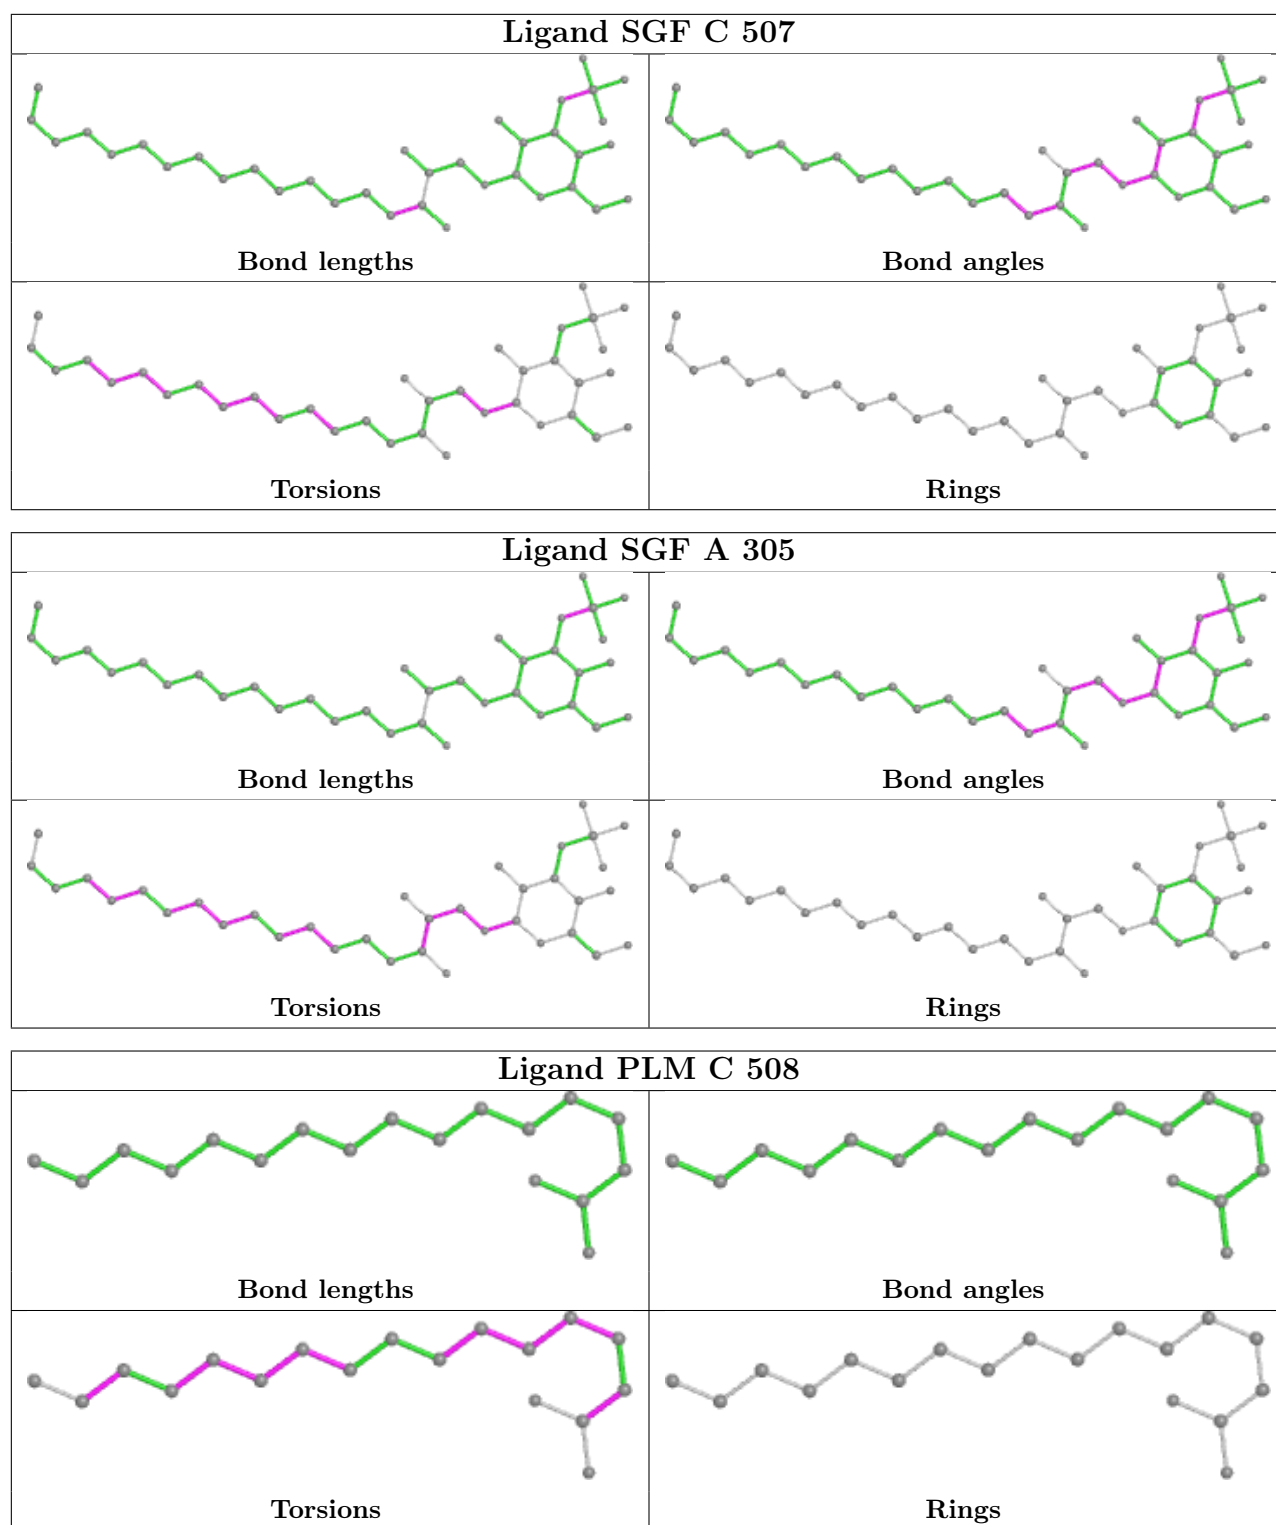 Ligand SGF C 507
Bond lengths
Bond angles
Torsions
Rings
Ligand SGF A 305
Bond lengths
Bond angles
Torsions
Rings
Ligand PLM C 508
Bond lengths
Bond angles
Torsions
Rings